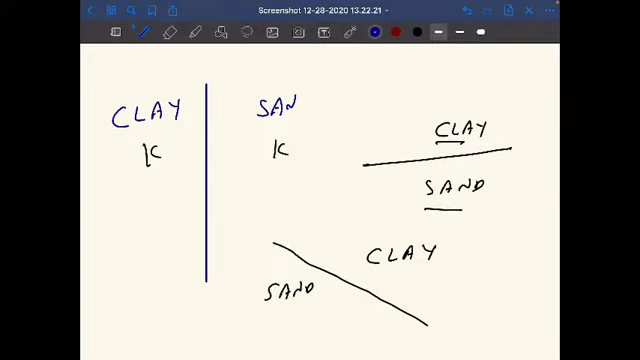 Screenshot 12-28-2020 13.22.21
CLAY
SAN
K
K
CLAY
SAND
CLAY
SAND